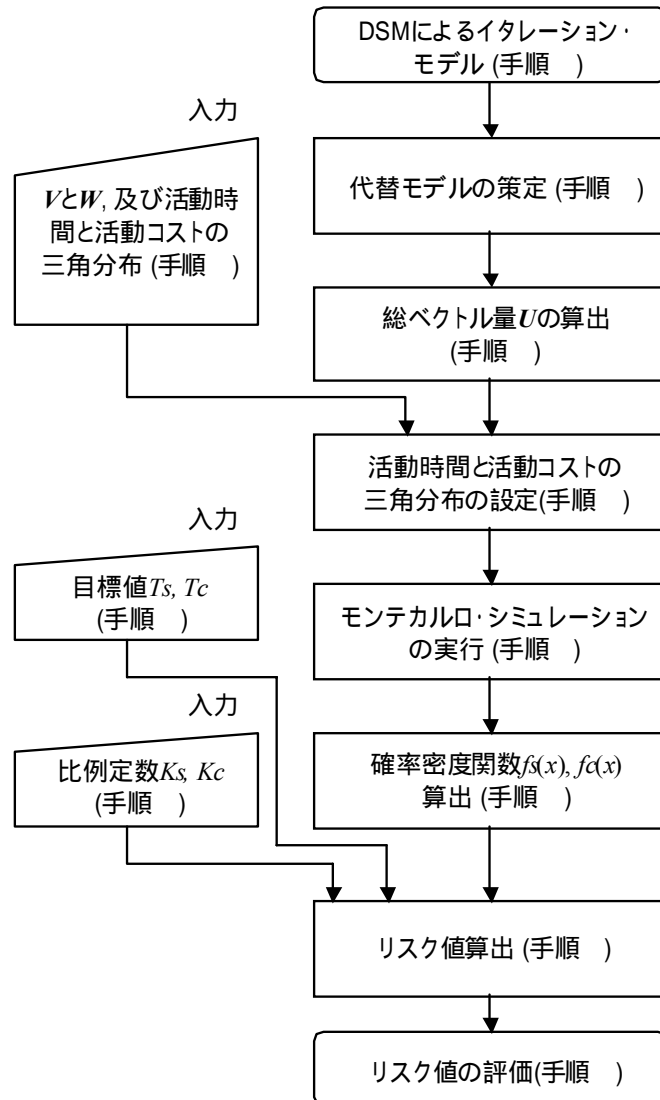 DSMによるイタレーション・
モデル (手順　)
入力
代替モデルの策定 (手順　)
VとW, 及び活動時
間と活動コストの
三角分布 (手順　)
総ベクトル量Uの算出
(手順　)
活動時間と活動コストの
三角分布の設定(手順　)
入力
目標値Ts, Tc
(手順　)
モンテカルロ・シミュレーション
の実行 (手順　)
入力
比例定数Ks, Kc
(手順　)
確率密度関数fs(x), fc(x)
算出 (手順　)
リスク値算出 (手順　)
リスク値の評価(手順　)